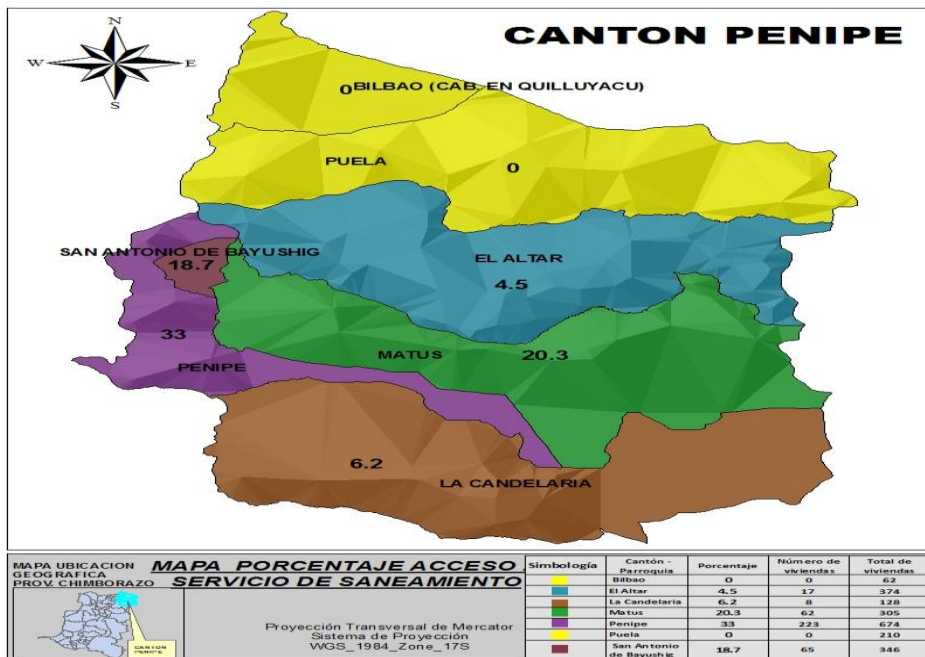 CANTON PENIPE
N
W E
S
0 BILBAO (CAB. EN QUILLUYACU)
PUELA
0
SAN ANTONIO DE BAYUSHIG
18.7
EL ALTAR
4.5
33
MATUS
20.3
PENIPE
6.2
LA CANDELARIA
MAPA UBICACION
GEOGRAFICA
PROV. CHIMBORAZO
CANTON
PENIPE
MAPA PORCENTAJE ACCESO
SERVICIO DE SANEAMIENTO
Proyección Transversal de Mercator
Sistema de Proyección
WGS_1984_Zone_17S
Simbología Cantón - Parroquia Porcentaje Número de viviendas Total de viviendas
Bilbao 0 0 62
El Altar 4.5 17 374
La Candelaria 6.2 8 128
Matus 20.3 62 305
Penipe 33 223 674
Puela 0 0 210
San Antonio de Bayushig 18.7 65 346